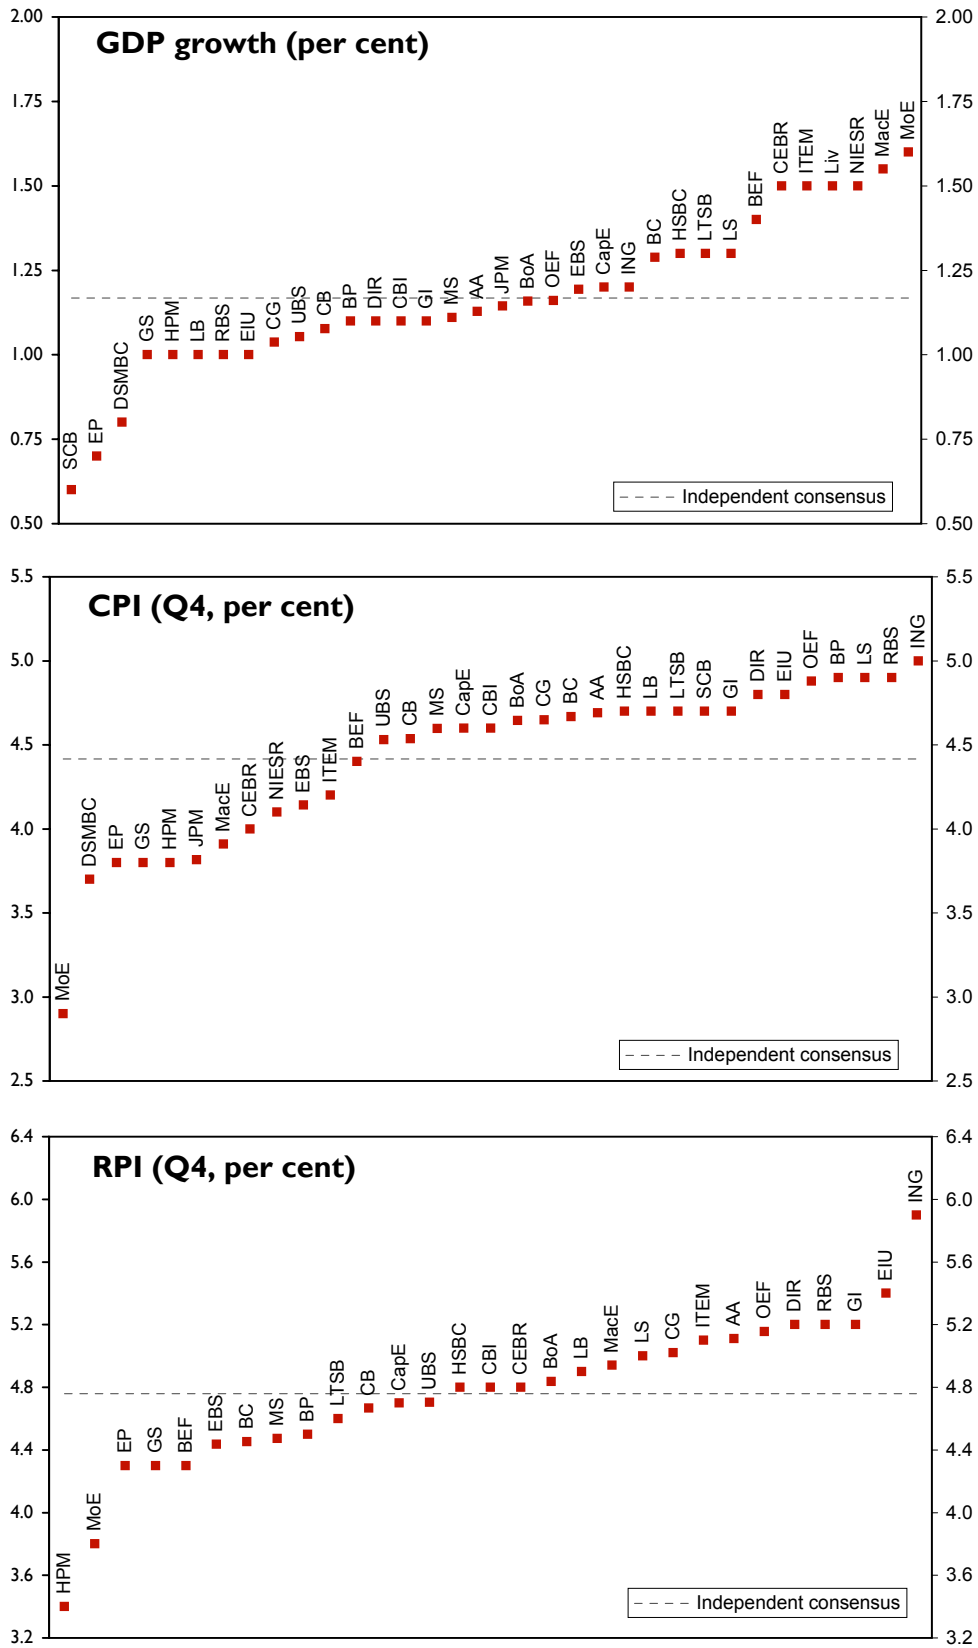 GDP growth (per cent)
2.00
1.75
1.50
1.25
1.00
0.75
0.50
2.00
1.75
1.50
1.25
1.00
0.75
0.50
SCB
EP
DSMBC
GS
HPM
LB
RBS
EIU
CG
UBS
CB
BP
DIR
CBI
GI
MS
AA
JPM
BoA
OEF
EBS
CapE
ING
BC
HSBC
LTSB
LS
BEF
CEBR
ITEM
Liv
NIESR
MacE
MoE
Independent consensus
CPI (Q4, per cent)
5.5
5.0
4.5
4.0
3.5
3.0
2.5
5.5
5.0
4.5
4.0
3.5
3.0
2.5
MoE
DSMBC
EP
GS
HPM
JPM
MacE
CEBR
NIESR
EBS
ITEM
BEF
UBS
CB
MS
CapE
CBI
BoA
CG
BC
AA
HSBC
LB
LTSB
SCB
GI
DIR
EIU
OEF
BP
LS
RBS
ING
Independent consensus
RPI (Q4, per cent)
6.4
6.0
5.6
5.2
4.8
4.4
4.0
3.6
3.2
6.4
6.0
5.6
5.2
4.8
4.4
4.0
3.6
3.2
HPM
MoE
EP
GS
BEF
EBS
BC
MS
BP
LTSB
CB
CapE
UBS
HSBC
CBI
CEBR
BoA
LB
MacE
LS
CG
ITEM
AA
OEF
DIR
RBS
GI
EIU
ING
Independent consensus